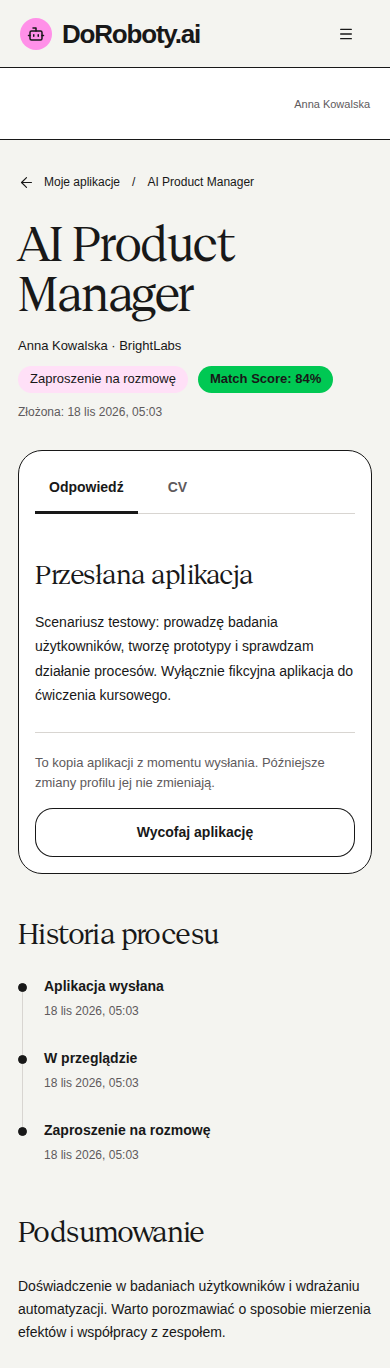 DoRoboty.ai
Anna Kowalska
Moje aplikacje / AI Product Manager
AI Product
Manager
Anna Kowalska · BrightLabs
Zaproszenie na rozmowę
Match Score: 84%
Złożona: 18 lis 2026, 05:03
Odpowiedź
CV
Przesłana aplikacja
Scenariusz testowy: prowadzę badania
użytkowników, tworzę prototypy i sprawdzam
działanie procesów. Wyłącznie fikcyjna aplikacja do
ćwiczenia kursowego.
To kopia aplikacji z momentu wysłania. Późniejsze
zmiany profilu jej nie zmieniają.
Wycofaj aplikację
Historia procesu
Aplikacja wysłana
18 lis 2026, 05:03
W przeglądzie
18 lis 2026, 05:03
Zaproszenie na rozmowę
18 lis 2026, 05:03
Podsumowanie
Doświadczenie w badaniach użytkowników i wdrażaniu
automatyzacji. Warto porozmawiać o sposobie mierzenia
efektów i współpracy z zespołem.